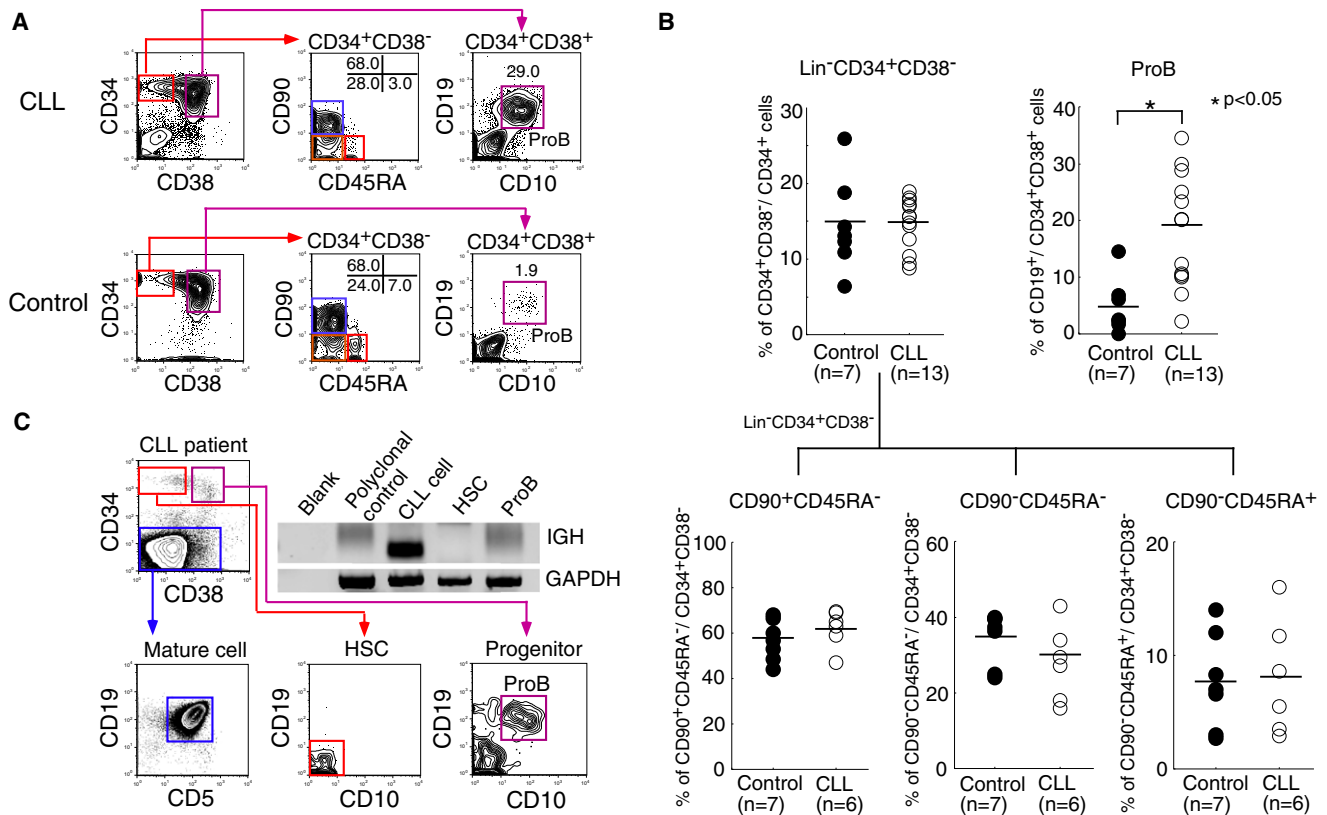 A
CLL
CD34⁺CD38⁻
CD34⁺CD38⁺
CD34
CD38
CD90
68.0
28.0 3.0
CD45RA
CD19
29.0
ProB
CD10
Control
CD34⁺CD38⁻
CD34⁺CD38⁺
CD34
CD38
CD90
68.0
24.0 7.0
CD45RA
CD19
1.9
ProB
CD10
B
Lin⁻CD34⁺CD38⁻
% of CD34⁺CD38⁻/ CD34⁺ cells
30
20
10
0
Control
(n=7)
CLL
(n=13)
ProB
* p<0.05
*
% of CD19⁺/ CD34⁺CD38⁺ cells
40
30
20
10
0
Control
(n=7)
CLL
(n=13)
Lin⁻CD34⁺CD38⁻
CD90⁺CD45RA⁻
% of CD90⁺CD45RA⁻/ CD34⁺CD38⁻
100
80
60
40
20
0
Control
(n=7)
CLL
(n=6)
CD90⁻CD45RA⁻
% of CD90⁻CD45RA⁻/ CD34⁺CD38⁻
60
40
20
0
Control
(n=7)
CLL
(n=6)
CD90⁻CD45RA⁺
% of CD90⁻CD45RA⁺/ CD34⁺CD38⁻
20
10
0
Control
(n=7)
CLL
(n=6)
C
CLL patient
CD34
CD38
Blank
Polyclonal
control
CLL cell
HSC
ProB
IGH
GAPDH
Mature cell
CD19
CD5
HSC
CD19
CD10
Progenitor
ProB
CD19
CD10